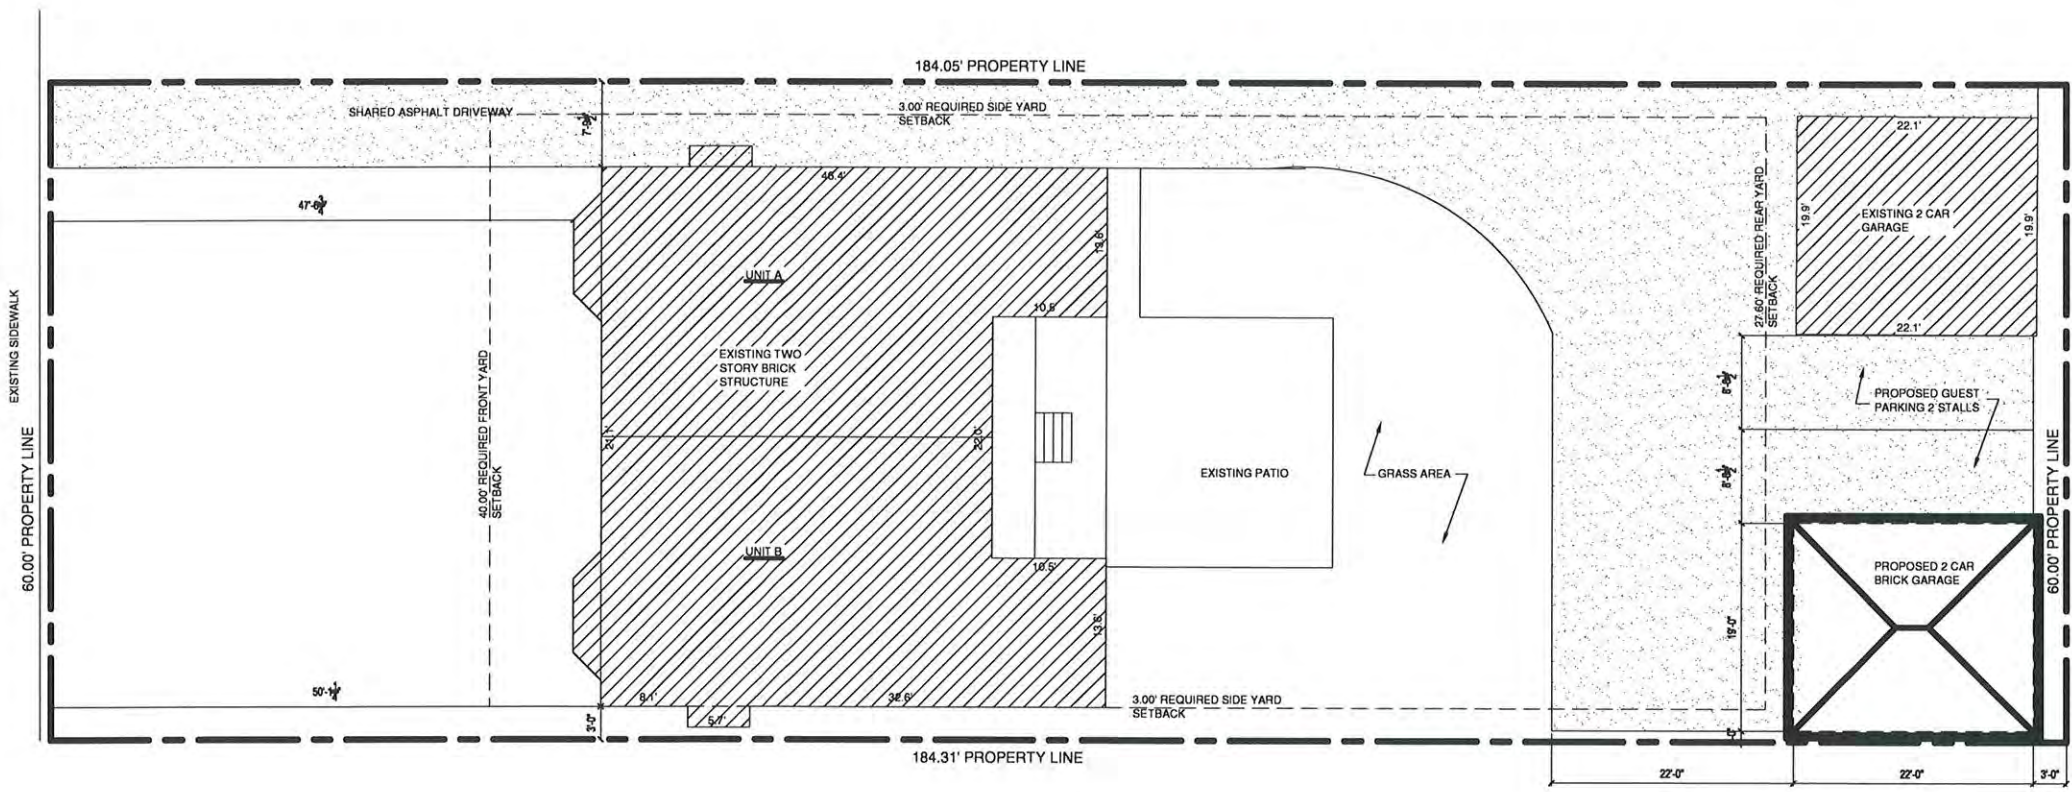 184.05' PROPERTY LINE
SHARED ASPHALT DRIVEWAY
3.00' REQUIRED SIDE YARD
SETBACK
22.1'
46.4'
EXISTING SIDEWALK
60.00' PROPERTY LINE
40.00' REQUIRED FRONT YARD
SETBACK
UNIT A
13.6'
EXISTING TWO
STORY BRICK
STRUCTURE
21.1'
22.0'
UNIT B
10.5'
13.6'
8.1'
32.6'
5.7'
3'-0"
EXISTING PATIO
GRASS AREA
27.60' REQUIRED REAR YARD
SETBACK
19.9'
EXISTING 2 CAR
GARAGE
19.9'
22.1'
PROPOSED GUEST
PARKING 2 STALLS
PROPOSED 2 CAR
BRICK GARAGE
19'-0"
60.00' PROPERTY LINE
3.00' REQUIRED SIDE YARD
SETBACK
184.31' PROPERTY LINE
22'-0"
22'-0"
3'-0"